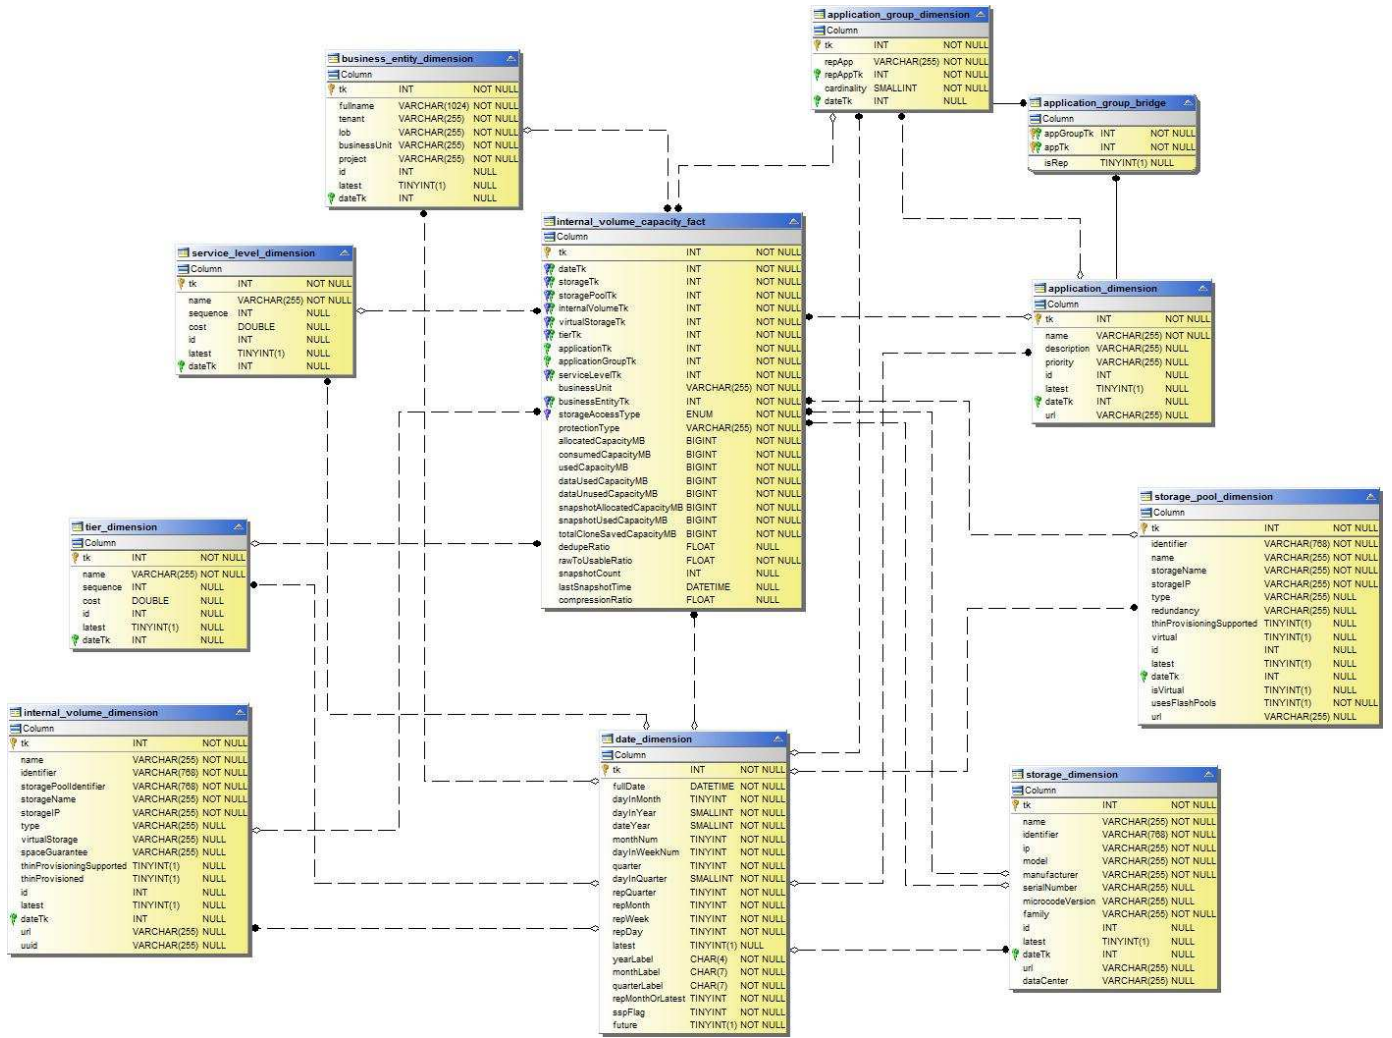 application_group_dimension
Column
tk INT NOT NULL
repApp VARCHAR(255) NOT NULL
repAppTk INT NOT NULL
cardinality SMALLINT NOT NULL
dateTk INT NULL
business_entity_dimension
Column
tk INT NOT NULL
fullname VARCHAR(1024) NOT NULL
tenant VARCHAR(255) NOT NULL
lob VARCHAR(255) NOT NULL
businessUnit VARCHAR(255) NOT NULL
project VARCHAR(255) NOT NULL
id INT NULL
latest TINYINT(1) NULL
dateTk INT NULL
application_group_bridge
Column
appGroupTk INT NOT NULL
appTk INT NOT NULL
isRep TINYINT(1) NULL
internal_volume_capacity_fact
Column
tk INT NOT NULL
dateTk INT NOT NULL
storageTk INT NOT NULL
storagePoolTk INT NOT NULL
internalVolumeTk INT NOT NULL
virtualStorageTk INT NOT NULL
tierTk INT NOT NULL
applicationTk INT NOT NULL
applicationGroupTk INT NOT NULL
serviceLevelTk INT NOT NULL
businessUnit VARCHAR(255) NOT NULL
businessEntityTk INT NOT NULL
storageAccessType ENUM NOT NULL
protectionType VARCHAR(255) NOT NULL
allocatedCapacityMB BIGINT NOT NULL
consumedCapacityMB BIGINT NOT NULL
usedCapacityMB BIGINT NOT NULL
dataUsedCapacityMB BIGINT NOT NULL
dataUnusedCapacityMB BIGINT NOT NULL
snapshotAllocatedCapacityMB BIGINT NOT NULL
snapshotUsedCapacityMB BIGINT NOT NULL
totalCloneSavedCapacityMB BIGINT NOT NULL
dedupeRatio FLOAT NULL
rawToUsableRatio FLOAT NOT NULL
snapshotCount INT NULL
lastSnapshotTime DATETIME NULL
compressionRatio FLOAT NULL
service_level_dimension
Column
tk INT NOT NULL
name VARCHAR(255) NOT NULL
sequence INT NULL
cost DOUBLE NULL
id INT NULL
latest TINYINT(1) NULL
dateTk INT NULL
application_dimension
Column
tk INT NOT NULL
name VARCHAR(255) NOT NULL
description VARCHAR(255) NULL
priority VARCHAR(255) NULL
id INT NULL
latest TINYINT(1) NULL
dateTk INT NULL
url VARCHAR(255) NULL
storage_pool_dimension
Column
tk INT NOT NULL
identifier VARCHAR(768) NOT NULL
name VARCHAR(255) NOT NULL
storageName VARCHAR(255) NOT NULL
storageIP VARCHAR(255) NOT NULL
type VARCHAR(255) NULL
redundancy VARCHAR(255) NULL
thinProvisioningSupported TINYINT(1) NULL
virtual TINYINT(1) NULL
id INT NULL
latest TINYINT(1) NULL
dateTk INT NULL
isVirtual TINYINT(1) NULL
usesFlashPools TINYINT(1) NOT NULL
url VARCHAR(255) NULL
tier_dimension
Column
tk INT NOT NULL
name VARCHAR(255) NOT NULL
sequence INT NULL
cost DOUBLE NULL
id INT NULL
latest TINYINT(1) NULL
dateTk INT NULL
internal_volume_dimension
Column
tk INT NOT NULL
name VARCHAR(255) NOT NULL
identifier VARCHAR(768) NOT NULL
storagePoolIdentifier VARCHAR(768) NOT NULL
storageName VARCHAR(255) NOT NULL
storageIP VARCHAR(255) NOT NULL
type VARCHAR(255) NULL
virtualStorage VARCHAR(255) NULL
spaceGuarantee VARCHAR(255) NULL
thinProvisioningSupported TINYINT(1) NULL
thinProvisioned TINYINT(1) NULL
id INT NULL
latest TINYINT(1) NULL
dateTk INT NULL
url VARCHAR(255) NULL
uuid VARCHAR(255) NULL
date_dimension
Column
tk INT NOT NULL
fullDate DATETIME NOT NULL
dayInMonth TINYINT NOT NULL
dayInYear SMALLINT NOT NULL
dateYear SMALLINT NOT NULL
monthNum TINYINT NOT NULL
dayInWeekNum TINYINT NOT NULL
quarter TINYINT NOT NULL
dayInQuarter SMALLINT NOT NULL
repQuarter TINYINT NOT NULL
repMonth TINYINT NOT NULL
repWeek TINYINT NOT NULL
repDay TINYINT NOT NULL
latest TINYINT(1) NULL
yearLabel CHAR(4) NOT NULL
monthLabel CHAR(7) NOT NULL
quarterLabel CHAR(7) NOT NULL
repMonthOrLatest TINYINT NOT NULL
sspFlag TINYINT NOT NULL
future TINYINT(1) NOT NULL
storage_dimension
Column
tk INT NOT NULL
name VARCHAR(255) NOT NULL
identifier VARCHAR(768) NOT NULL
ip VARCHAR(255) NOT NULL
model VARCHAR(255) NOT NULL
manufacturer VARCHAR(255) NOT NULL
serialNumber VARCHAR(255) NULL
microcodeVersion VARCHAR(255) NULL
family VARCHAR(255) NOT NULL
id INT NULL
latest TINYINT(1) NULL
dateTk INT NULL
url VARCHAR(255) NULL
dataCenter VARCHAR(255) NULL